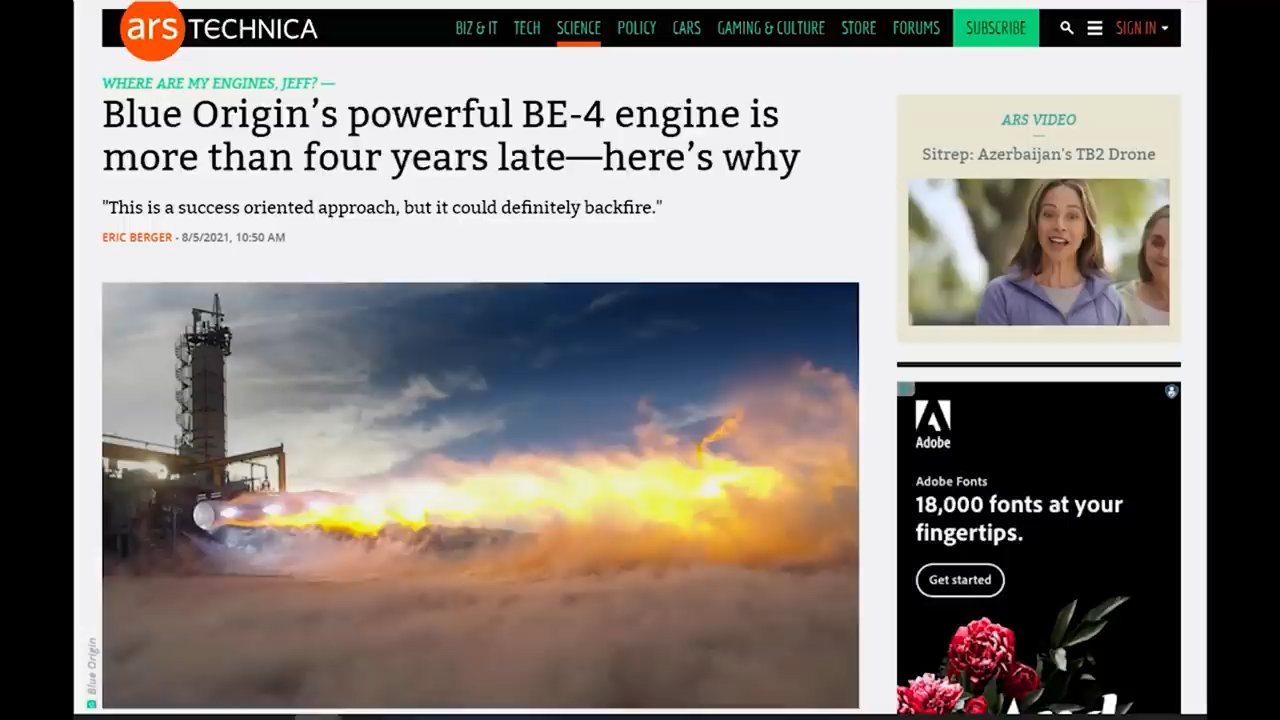 ars TECHNICA
BIZ & IT TECH SCIENCE POLICY CARS GAMING & CULTURE STORE FORUMS SUBSCRIBE SIGN IN
WHERE ARE MY ENGINES, JEFF? —
Blue Origin’s powerful BE-4 engine is
more than four years late—here’s why
"This is a success oriented approach, but it could definitely backfire."
ERIC BERGER - 8/5/2021, 10:50 AM
Blue Origin
ARS VIDEO
Sitrep: Azerbaijan's TB2 Drone
Adobe
Adobe Fonts
18,000 fonts at your
fingertips.
Get started